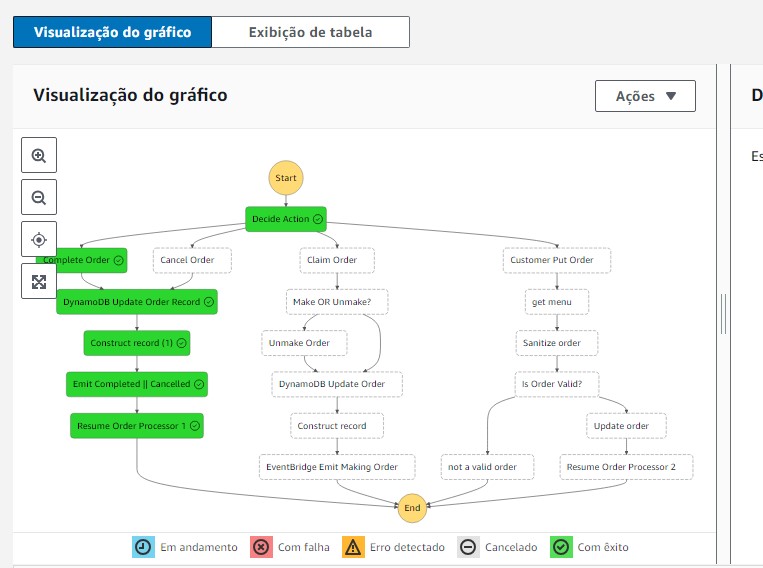 Visualização do gráfico
Exibição de tabela
Visualização do gráfico
Ações
D
Es
Start
Decide Action
Complete Order
Cancel Order
Claim Order
Customer Put Order
DynamoDB Update Order Record
Make OR Unmake?
get menu
Construct record (1)
Unmake Order
Sanitize order
Emit Completed || Cancelled
DynamoDB Update Order
Is Order Valid?
Resume Order Processor 1
Construct record
Update order
EventBridge Emit Making Order
not a valid order
Resume Order Processor 2
End
Em andamento
Com falha
Erro detectado
Cancelado
Com êxito